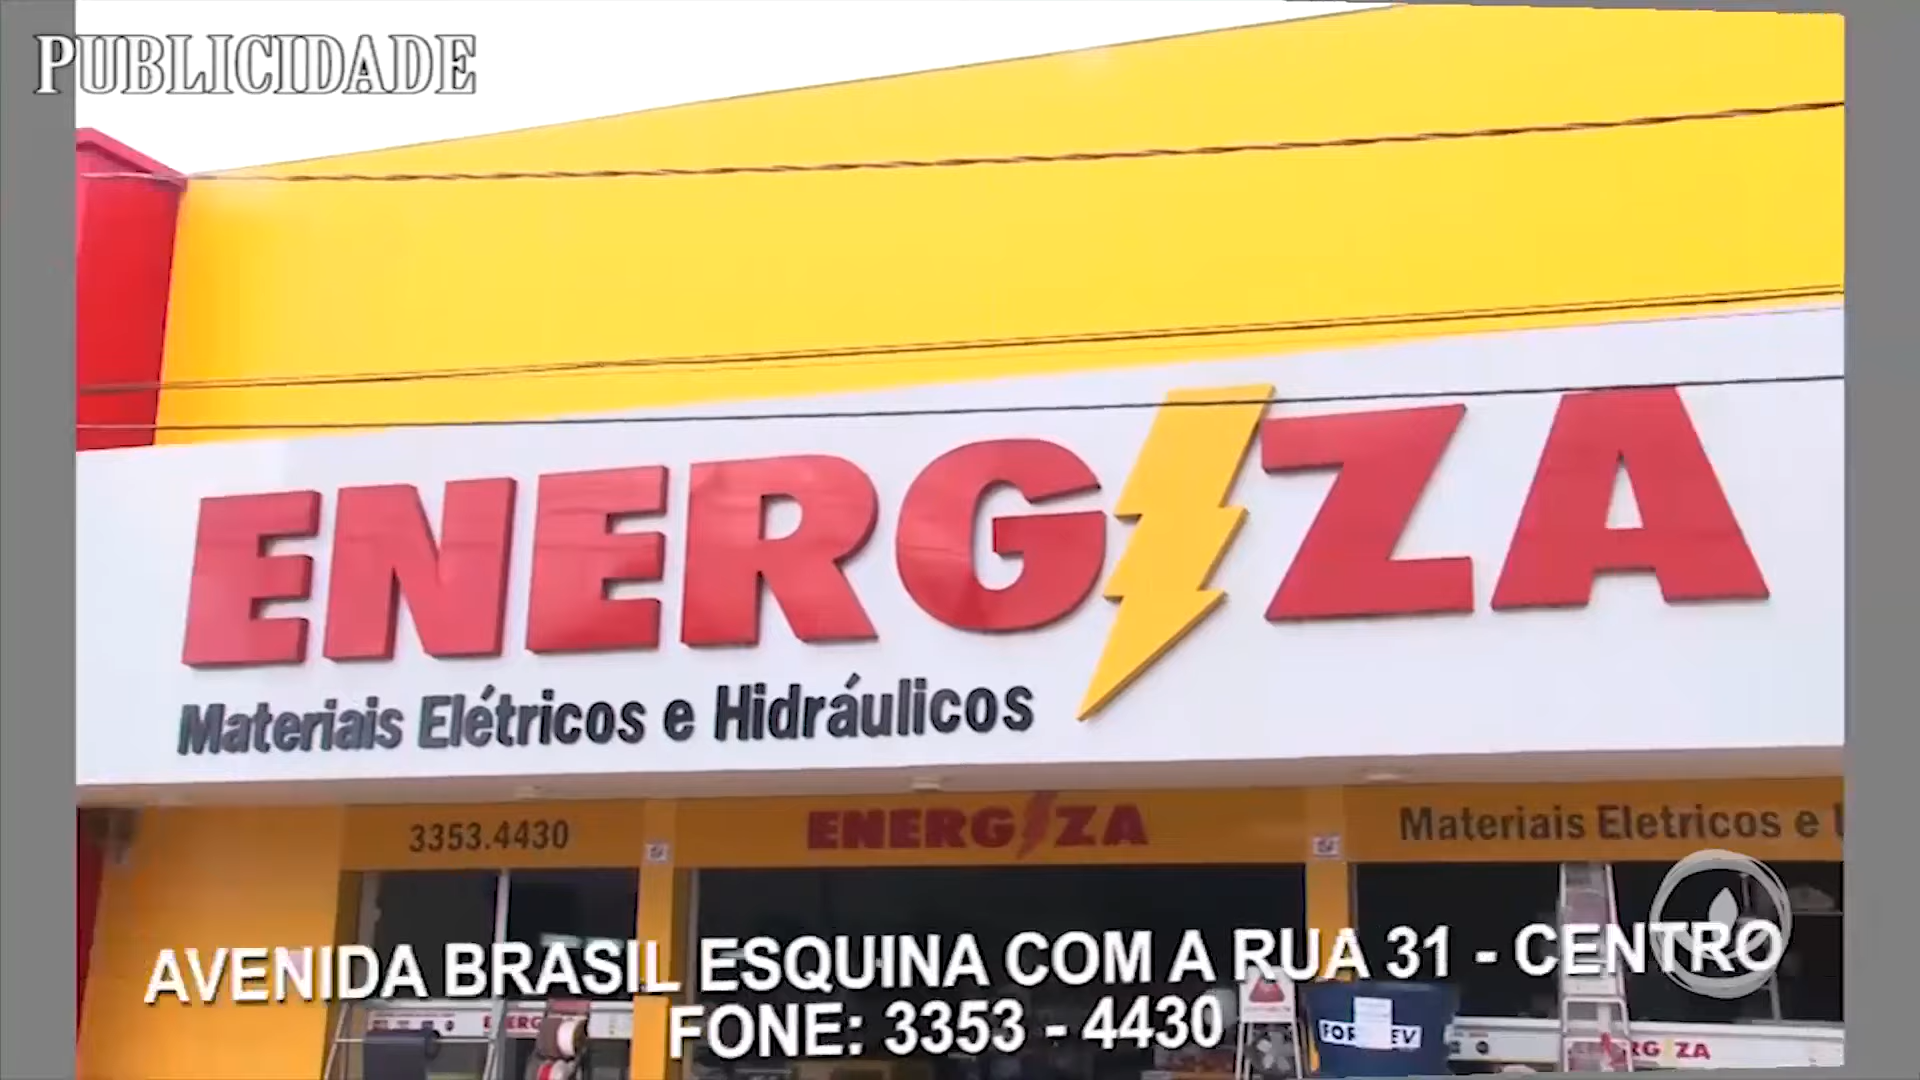 PUBLICIDADE
ENERGIZA
Materiais Elétricos e Hidráulicos
3353.4430
ENERGIZA
Materiais Eletricos e
AVENIDA BRASIL ESQUINA COM A RUA 31 - CENTRO
FONE: 3353 - 4430